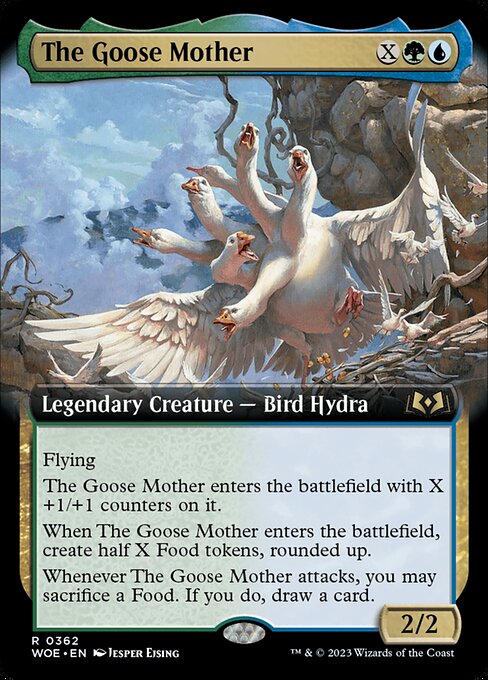 The Goose Mother X
Legendary Creature — Bird Hydra
Flying
The Goose Mother enters the battlefield with X
+1/+1 counters on it.
When The Goose Mother enters the battlefield,
create half X Food tokens, rounded up.
Whenever The Goose Mother attacks, you may
sacrifice a Food. If you do, draw a card.
2/2
R 0362
WOE • EN Jesper Eising
™ & © 2023 Wizards of the Coast